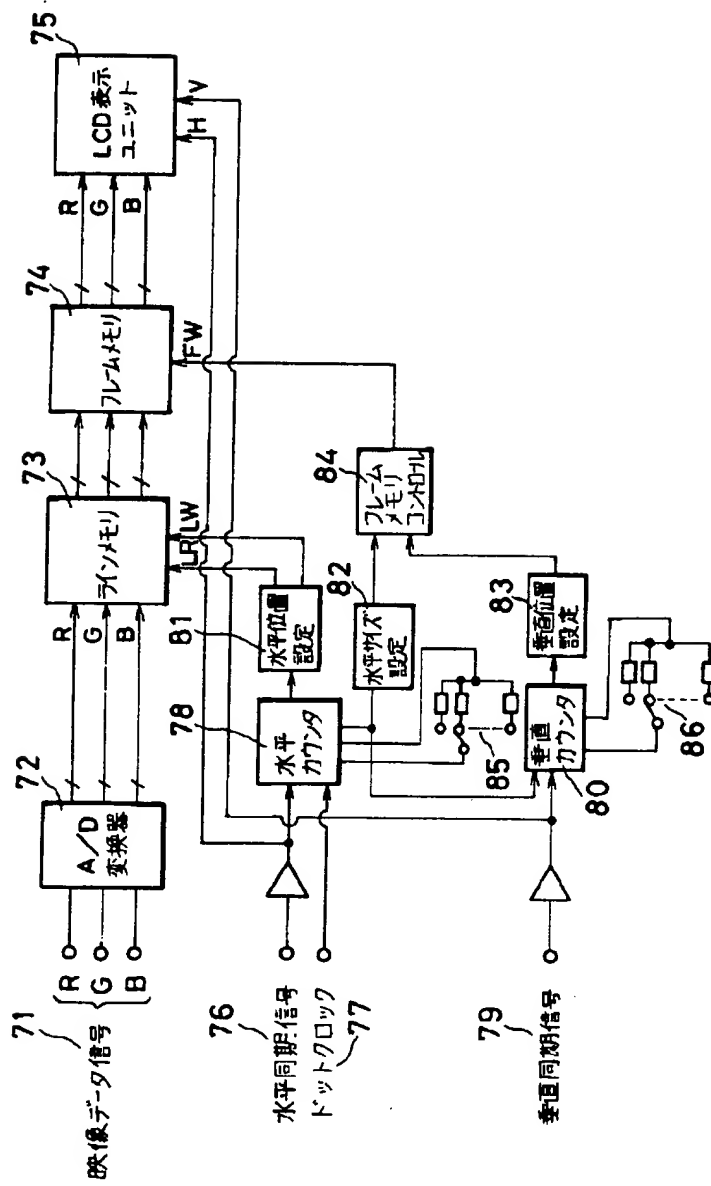 71
映像データ信号
R
G
B
72
A/D
変換器
R
G
B
73
ラインメモリ
LR
LW
74
フレームメモリ
FW
R
G
B
75
LCD表示
ユニット
H
V
76
水平同期信号
ドットクロック
77
78
水平
カウンタ
81
水平位置
設定
82
水平サイズ
設定
84
フレーム
メモリ
コントロール
85
79
垂直同期信号
80
垂直
カウンタ
83
垂直位置
設定
86